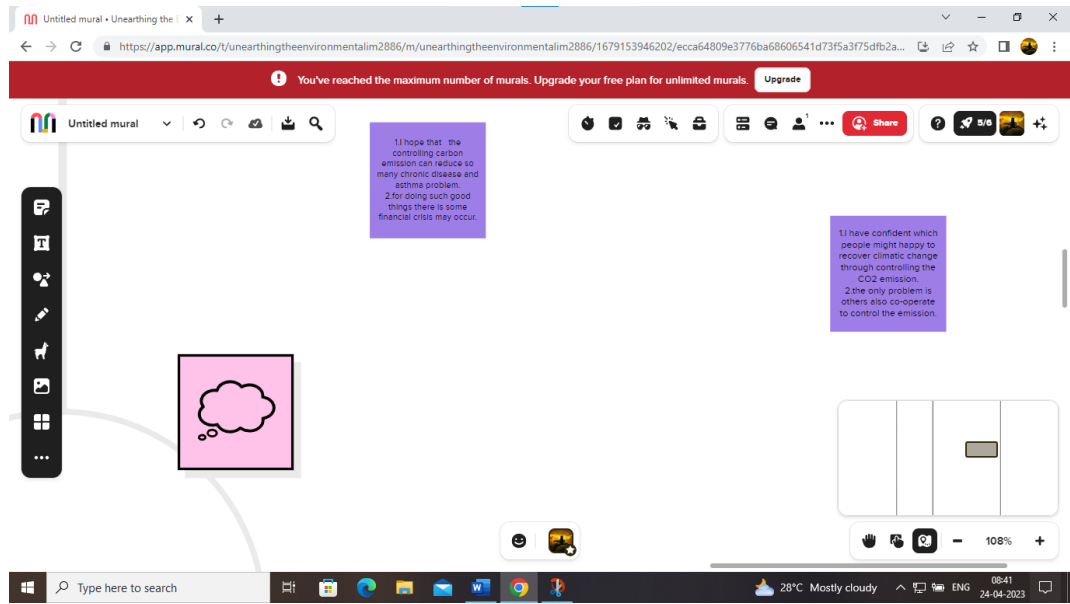 Untitled mural • Unearthing the E
https://app.mural.co/t/unearthingtheenvironmentalim2886/m/unearthingtheenvironmentalim2886/1679153946202/ecca64809e3776ba68606541d73f5a3f75dfb2a...
You've reached the maximum number of murals. Upgrade your free plan for unlimited murals. Upgrade
Untitled mural
1
Share
5/6
1.I hope that the
controlling carbon
emission can reduce so
many chronic disease and
asthma problem.
2.for doing such good
things there is some
financial crisis may occur.
1.I have confident which
people might happy to
recover climatic change
through controlling the
CO2 emission.
2.the only problem is
others also co-operate
to control the emission.
108%
Type here to search
28°C Mostly cloudy
ENG
08:41
24-04-2023